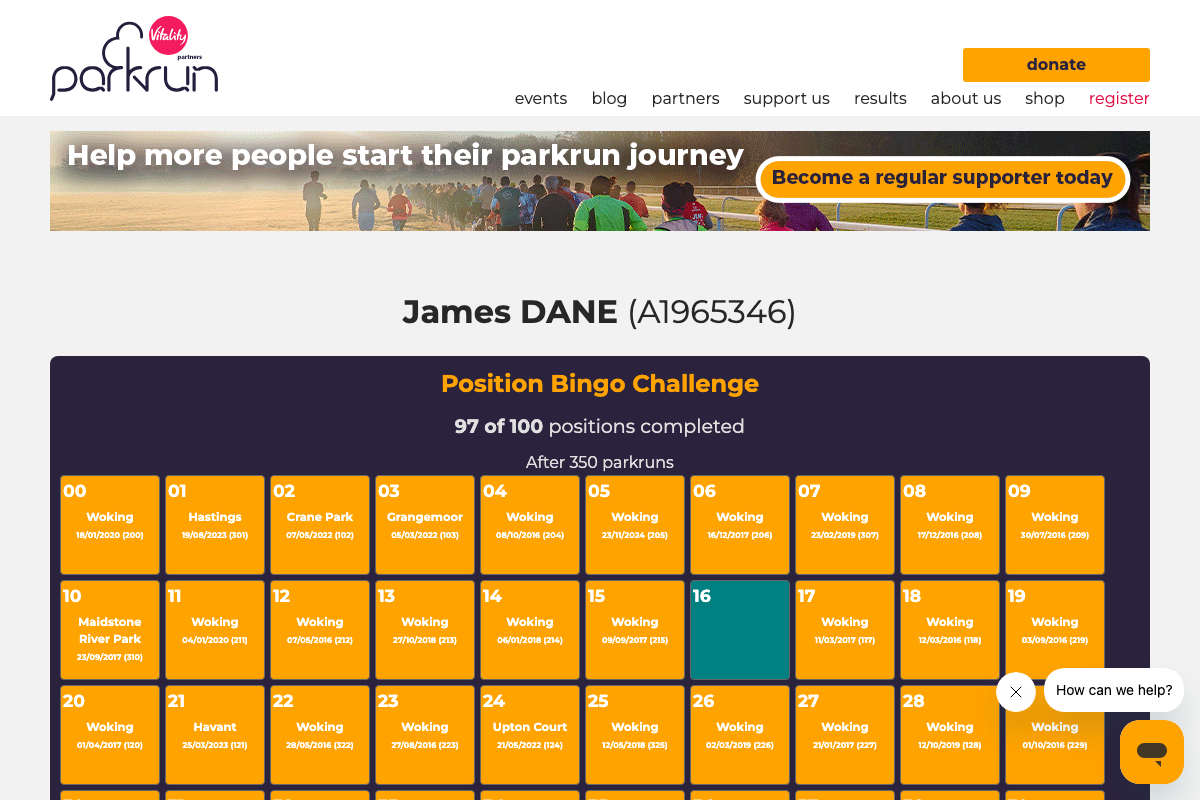 Vitality
partners
parkrun
donate
events blog partners support us results about us shop register
Help more people start their parkrun journey
Become a regular supporter today
James DANE (A1965346)
Position Bingo Challenge
97 of 100 positions completed
After 350 parkruns
00 01 02 03 04 05 06 07 08 09
Woking Hastings Crane Park Grangemoor Woking Woking Woking Woking Woking Woking
18/01/2020 (200) 19/08/2023 (301) 07/05/2022 (102) 05/03/2022 (103) 08/10/2016 (204) 23/11/2024 (205) 16/12/2017 (206) 23/02/2019 (307) 17/12/2016 (208) 30/07/2016 (209)
10 11 12 13 14 15 16 17 18 19
Maidstone Woking Woking Woking Woking Woking Woking Woking Woking
River Park 04/01/2020 (211) 07/05/2016 (212) 27/10/2018 (213) 06/01/2018 (214) 09/09/2017 (215) 11/03/2017 (117) 12/03/2016 (118) 03/09/2016 (219)
23/09/2017 (310)
How can we help?
20 21 22 23 24 25 26 27 28
Woking Havant Woking Woking Upton Court Woking Woking Woking Woking Woking
01/04/2017 (120) 25/03/2023 (121) 28/05/2016 (322) 27/08/2016 (223) 21/05/2022 (124) 12/05/2018 (325) 02/03/2019 (226) 21/01/2017 (227) 12/10/2019 (128) 01/10/2016 (229)